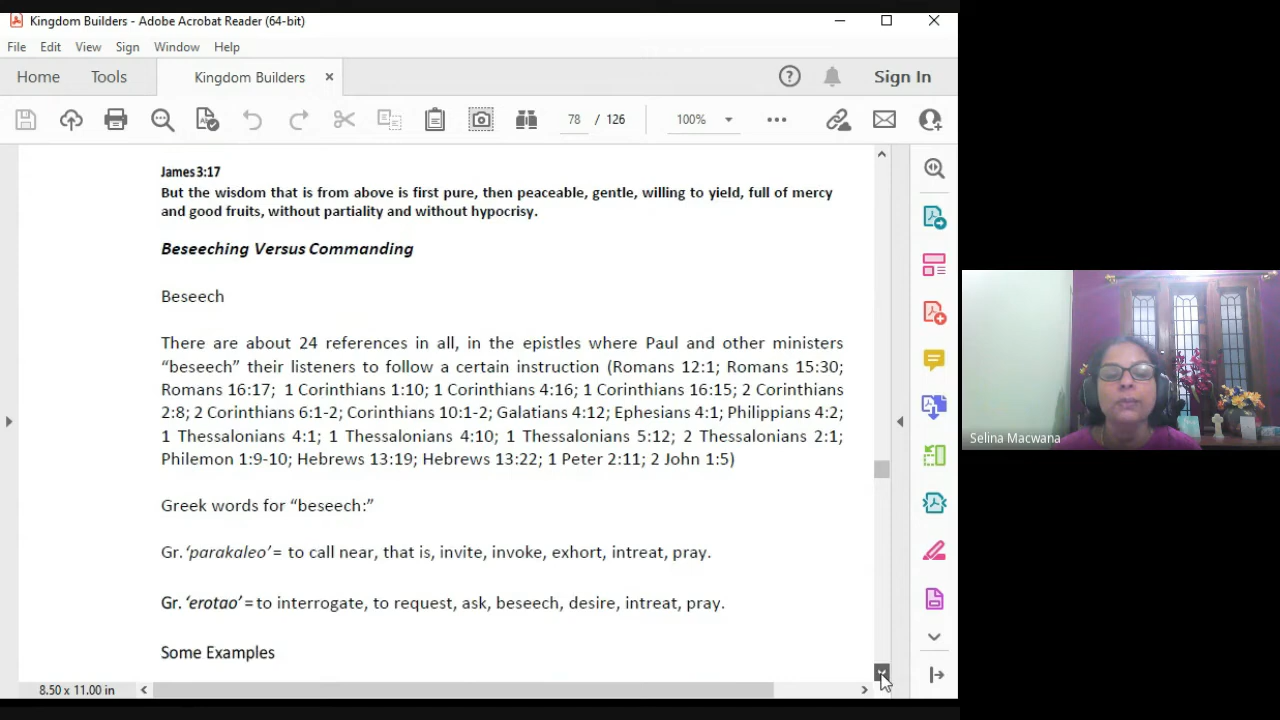 Kingdom Builders - Adobe Acrobat Reader (64-bit)
File Edit View Sign Window Help
Home Tools Kingdom Builders × Sign In
78 / 126 100%
James 3:17
But the wisdom that is from above is first pure, then peaceable, gentle, willing to yield, full of mercy
and good fruits, without partiality and without hypocrisy.
Beseeching Versus Commanding
Beseech
There are about 24 references in all, in the epistles where Paul and other ministers
“beseech” their listeners to follow a certain instruction (Romans 12:1; Romans 15:30;
Romans 16:17; 1 Corinthians 1:10; 1 Corinthians 4:16; 1 Corinthians 16:15; 2 Corinthians
2:8; 2 Corinthians 6:1-2; Corinthians 10:1-2; Galatians 4:12; Ephesians 4:1; Philippians 4:2;
1 Thessalonians 4:1; 1 Thessalonians 4:10; 1 Thessalonians 5:12; 2 Thessalonians 2:1;
Philemon 1:9-10; Hebrews 13:19; Hebrews 13:22; 1 Peter 2:11; 2 John 1:5)
Greek words for “beseech:”
Gr. ‘parakaleo’ = to call near, that is, invite, invoke, exhort, intreat, pray.
Gr. ‘erotao’ = to interrogate, to request, ask, beseech, desire, intreat, pray.
Some Examples
8.50 x 11.00 in
Selina Macwana